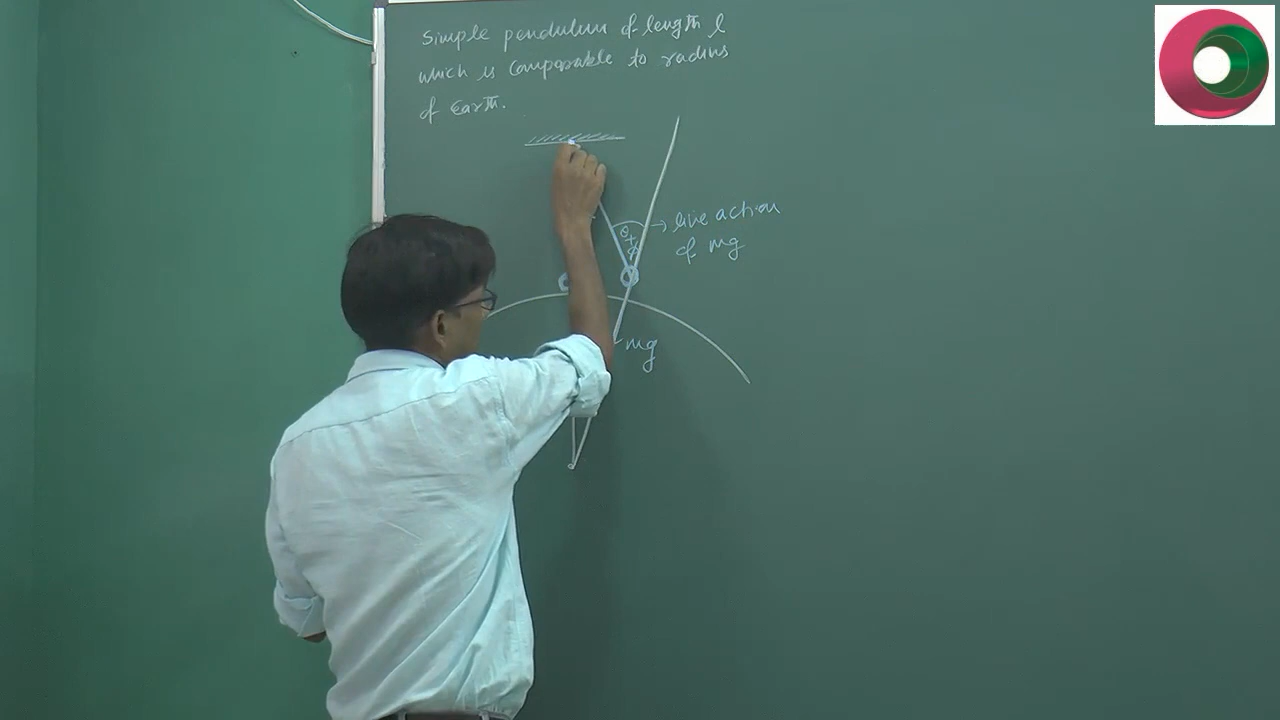 Simple pendulum of length l
which is comparable to radius
of Earth.
θ+φ
line action
of mg
mg